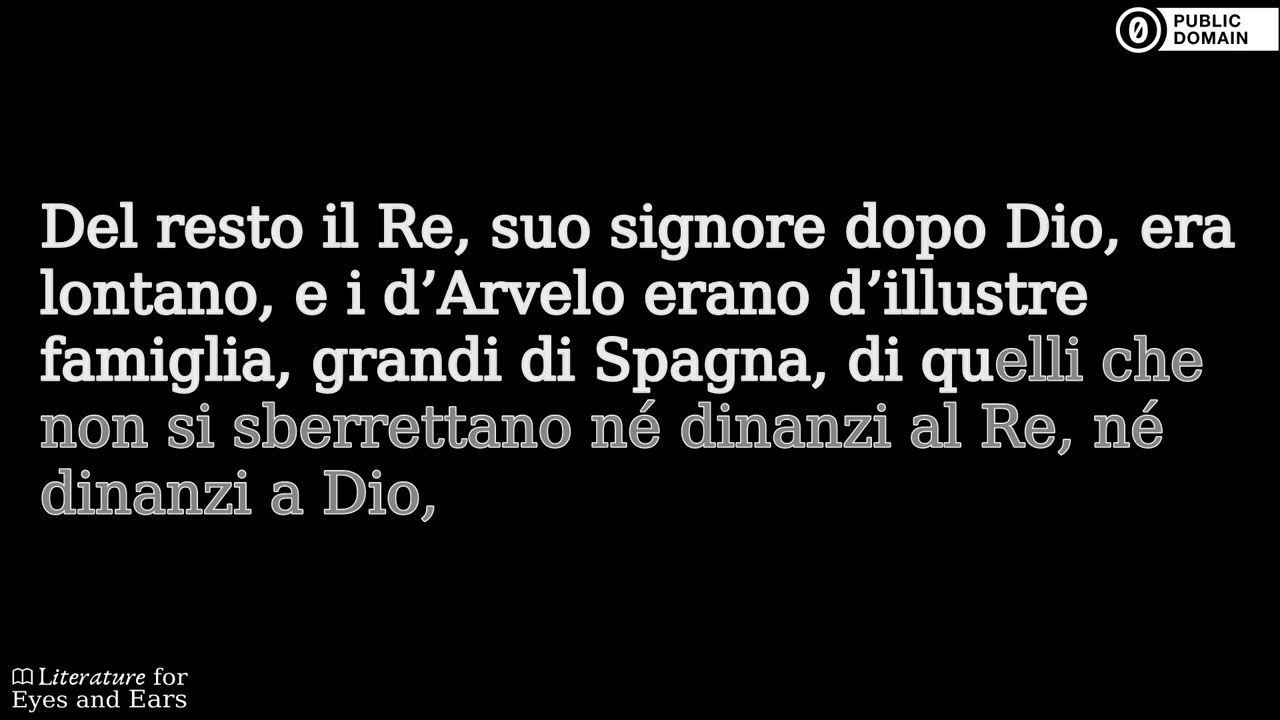 PUBLIC
DOMAIN
Del resto il Re, suo signore dopo Dio, era
lontano, e i d’Arvelo erano d’illustre
famiglia, grandi di Spagna, di quelli che
non si sberrettano né dinanzi al Re, né
dinanzi a Dio,
Literature for
Eyes and Ears